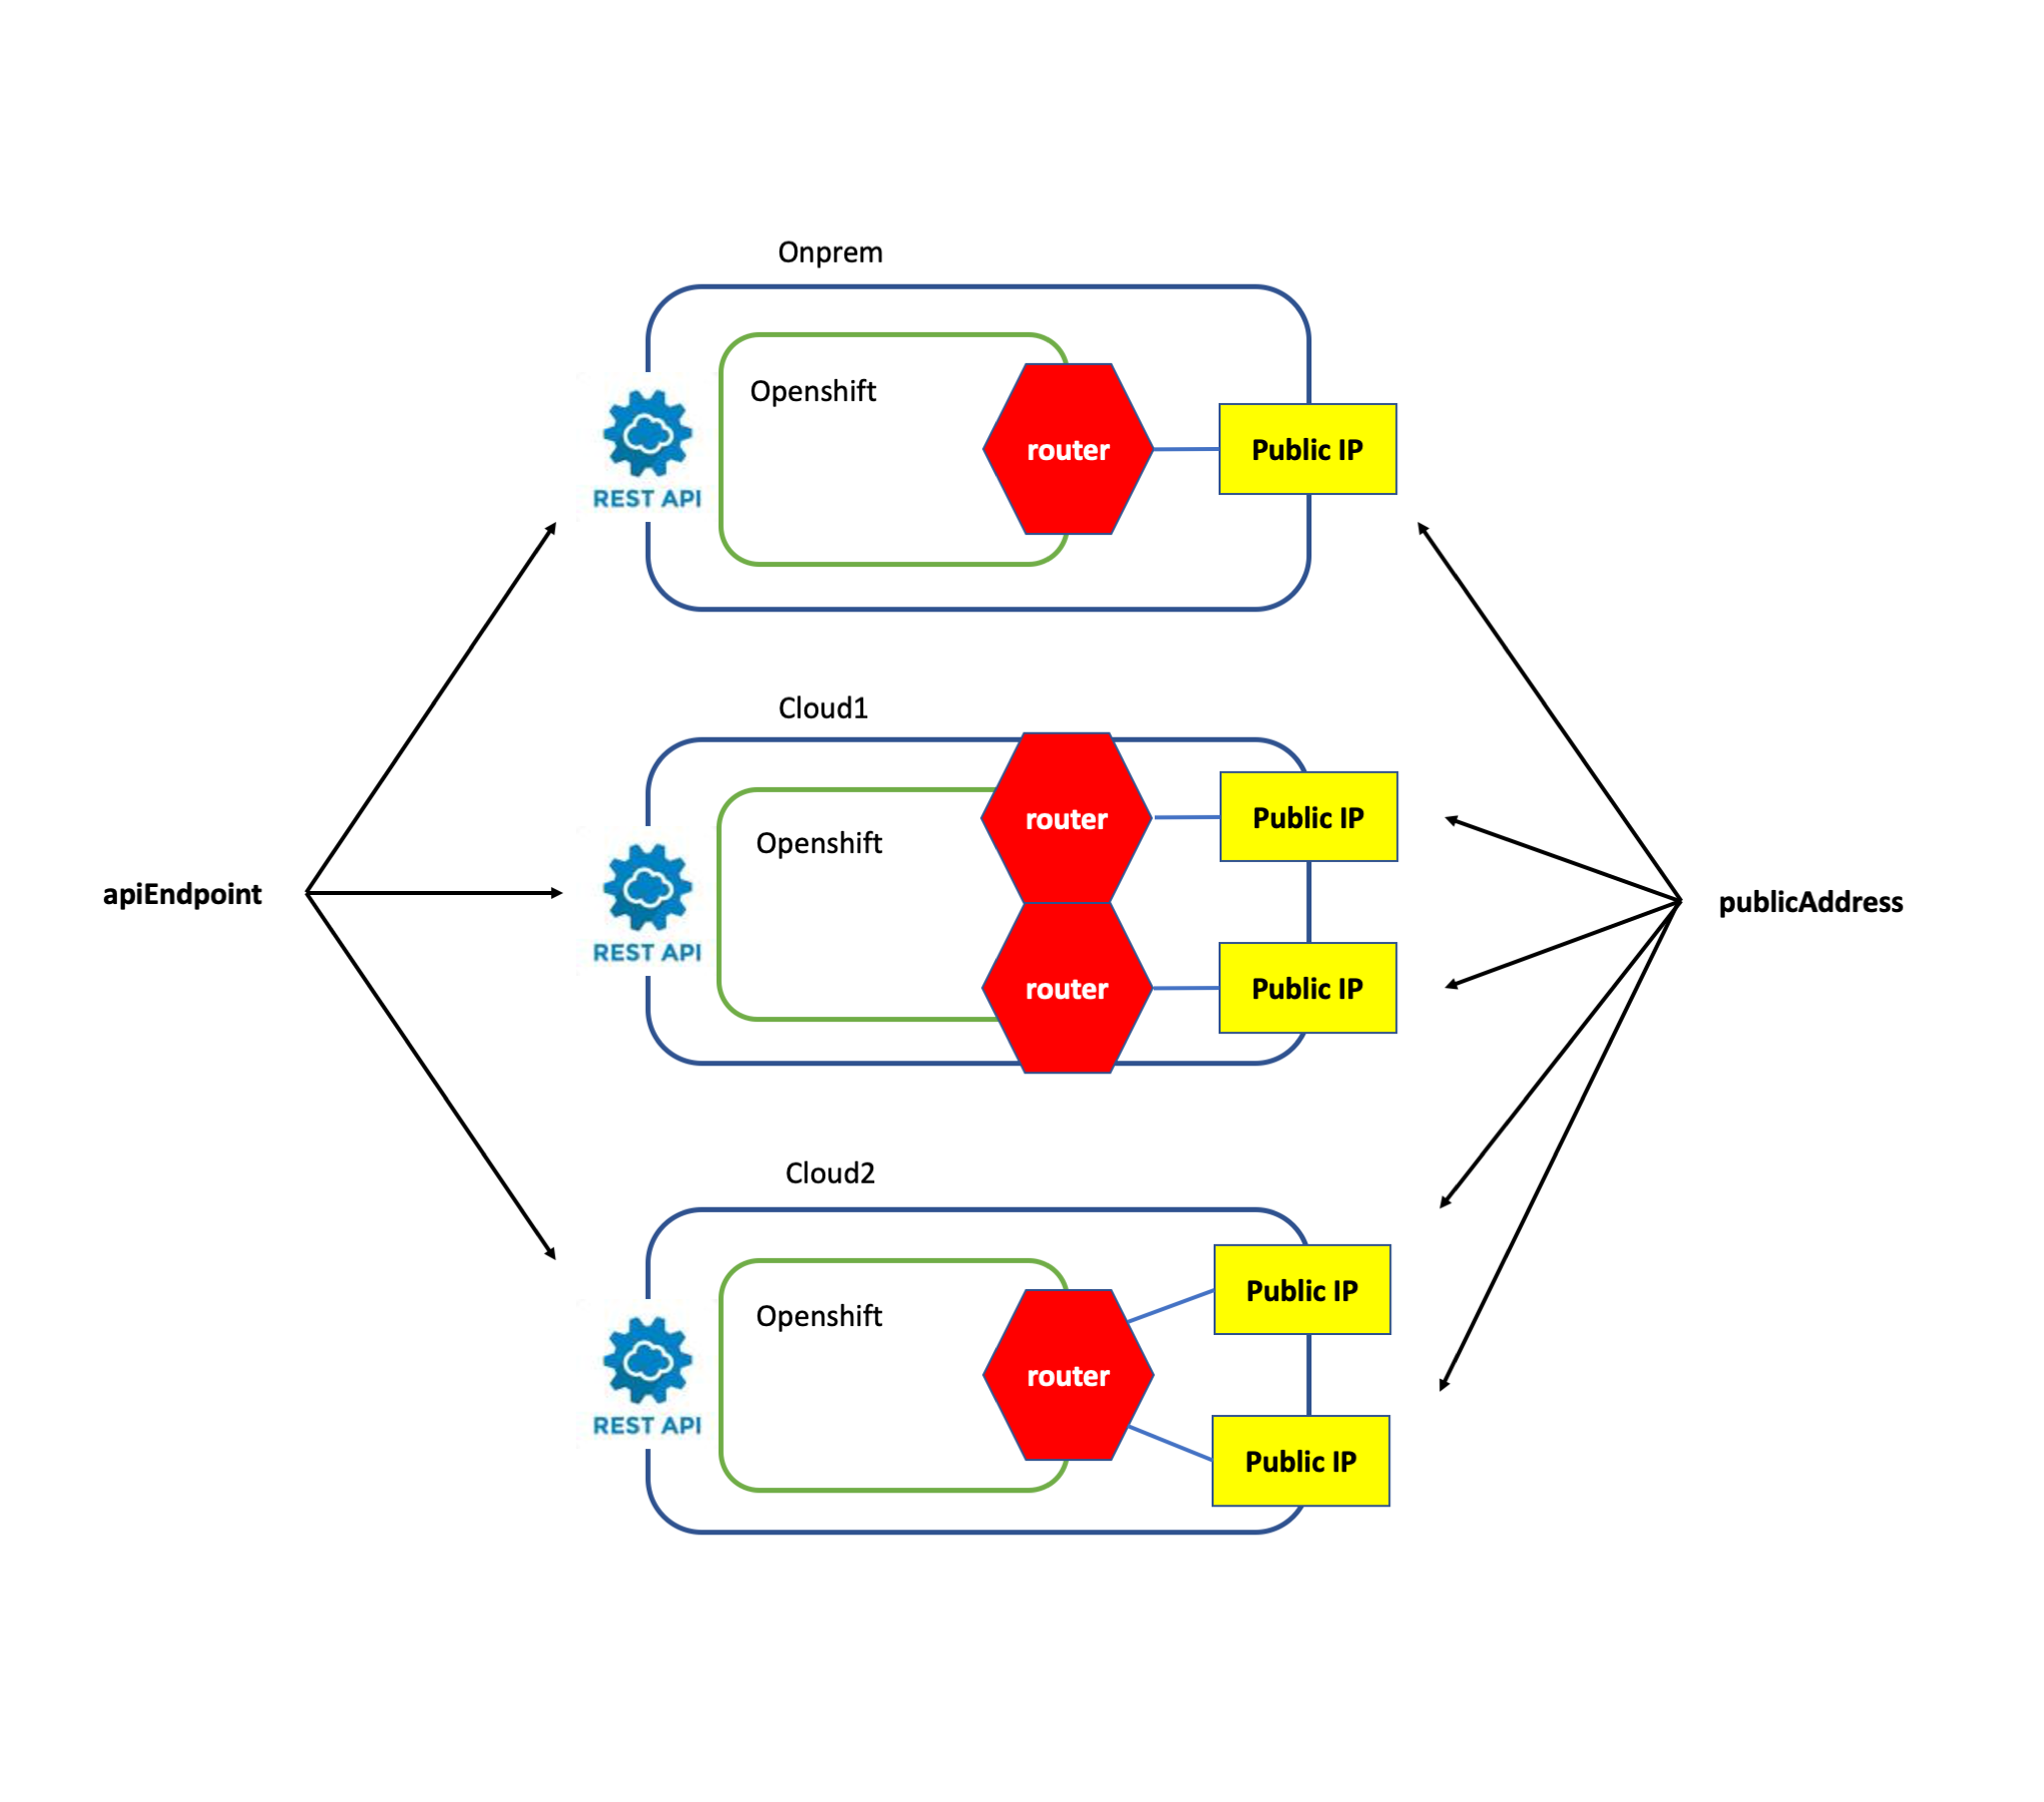 Onprem
Openshift
router
Public IP
REST API
Cloud1
router
Public IP
Openshift
apiEndpoint
publicAddress
REST API
router
Public IP
Cloud2
Public IP
Openshift
router
REST API
Public IP